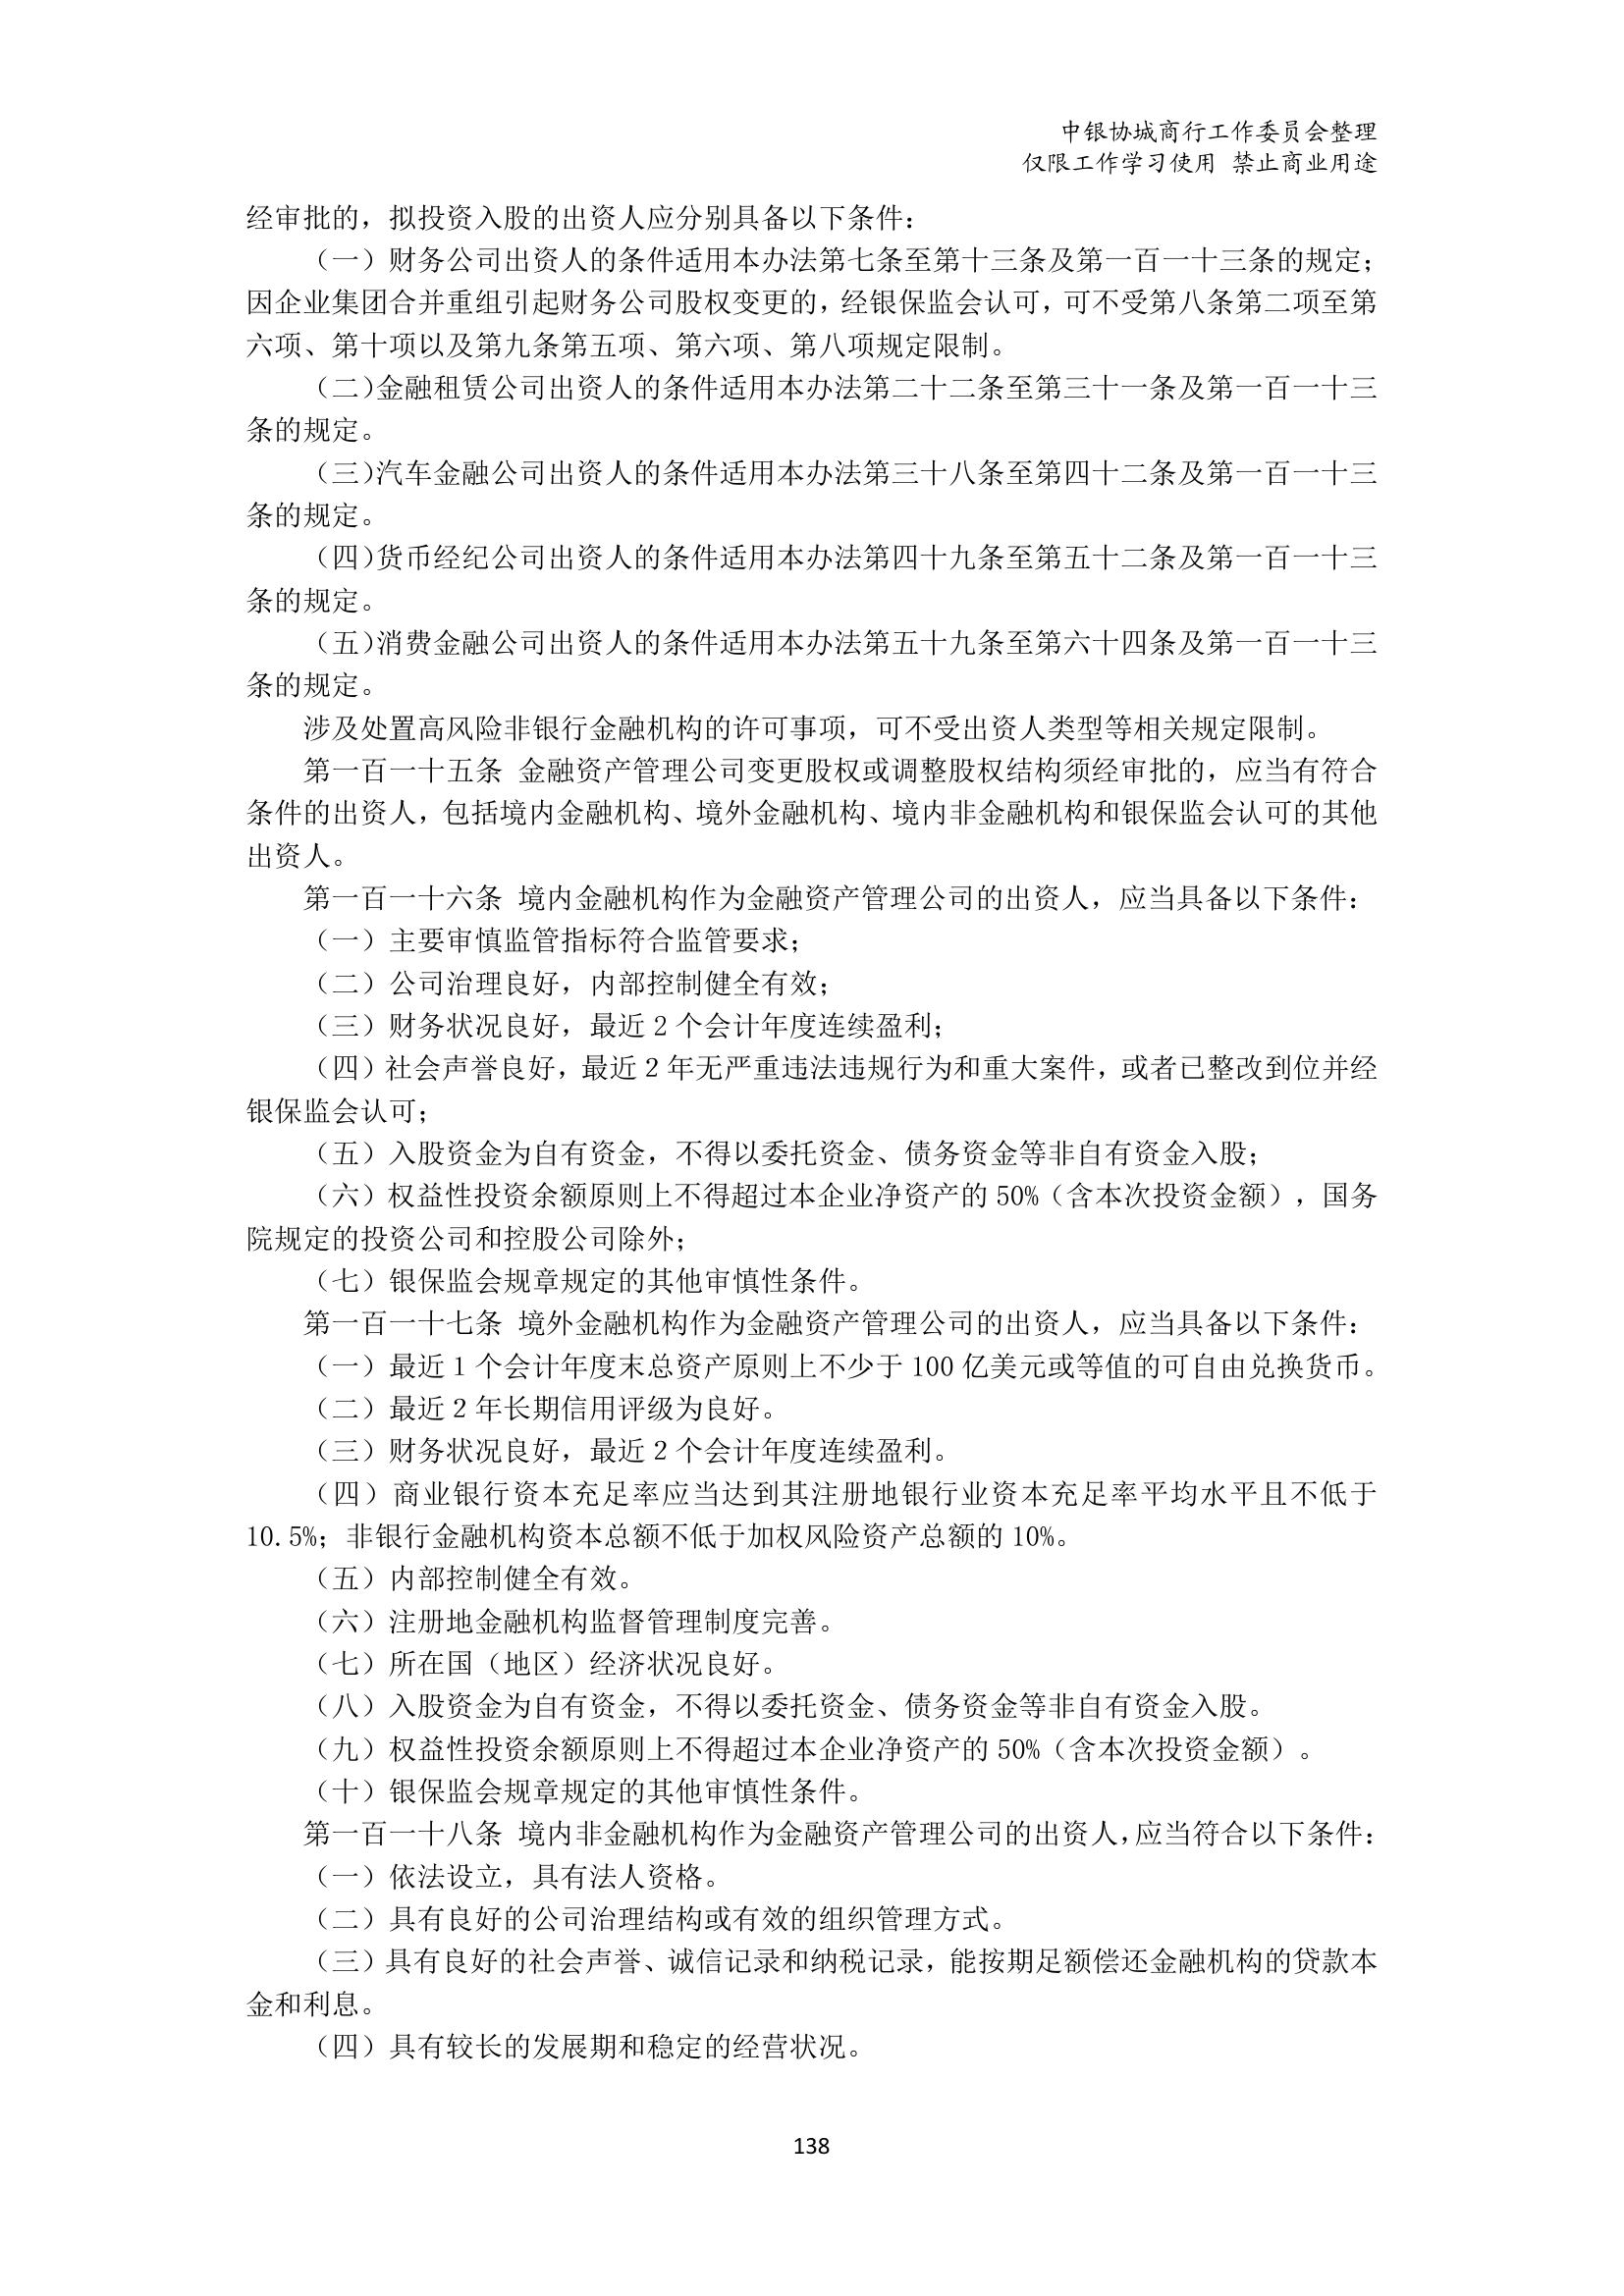 中银协城商行工作委员会整理
仅限工作学习使用 禁止商业用途
经审批的，拟投资入股的出资人应分别具备以下条件：
（一）财务公司出资人的条件适用本办法第七条至第十三条及第一百一十三条的规定；
因企业集团合并重组引起财务公司股权变更的，经银保监会认可，可不受第八条第二项至第
六项、第十项以及第九条第五项、第六项、第八项规定限制。
（二）金融租赁公司出资人的条件适用本办法第二十二条至第三十一条及第一百一十三
条的规定。
（三）汽车金融公司出资人的条件适用本办法第三十八条至第四十二条及第一百一十三
条的规定。
（四）货币经纪公司出资人的条件适用本办法第四十九条至第五十二条及第一百一十三
条的规定。
（五）消费金融公司出资人的条件适用本办法第五十九条至第六十四条及第一百一十三
条的规定。
涉及处置高风险非银行金融机构的许可事项，可不受出资人类型等相关规定限制。
第一百一十五条 金融资产管理公司变更股权或调整股权结构须经审批的，应当有符合
条件的出资人，包括境内金融机构、境外金融机构、境内非金融机构和银保监会认可的其他
出资人。
第一百一十六条 境内金融机构作为金融资产管理公司的出资人，应当具备以下条件：
（一）主要审慎监管指标符合监管要求；
（二）公司治理良好，内部控制健全有效；
（三）财务状况良好，最近 2 个会计年度连续盈利；
（四）社会声誉良好，最近 2 年无严重违法违规行为和重大案件，或者已整改到位并经
银保监会认可；
（五）入股资金为自有资金，不得以委托资金、债务资金等非自有资金入股；
（六）权益性投资余额原则上不得超过本企业净资产的 50%（含本次投资金额），国务
院规定的投资公司和控股公司除外；
（七）银保监会规章规定的其他审慎性条件。
第一百一十七条 境外金融机构作为金融资产管理公司的出资人，应当具备以下条件：
（一）最近 1 个会计年度末总资产原则上不少于 100 亿美元或等值的可自由兑换货币。
（二）最近 2 年长期信用评级为良好。
（三）财务状况良好，最近 2 个会计年度连续盈利。
（四）商业银行资本充足率应当达到其注册地银行业资本充足率平均水平且不低于
10.5%；非银行金融机构资本总额不低于加权风险资产总额的 10%。
（五）内部控制健全有效。
（六）注册地金融机构监督管理制度完善。
（七）所在国（地区）经济状况良好。
（八）入股资金为自有资金，不得以委托资金、债务资金等非自有资金入股。
（九）权益性投资余额原则上不得超过本企业净资产的 50%（含本次投资金额）。
（十）银保监会规章规定的其他审慎性条件。
第一百一十八条 境内非金融机构作为金融资产管理公司的出资人，应当符合以下条件：
（一）依法设立，具有法人资格。
（二）具有良好的公司治理结构或有效的组织管理方式。
（三）具有良好的社会声誉、诚信记录和纳税记录，能按期足额偿还金融机构的贷款本
金和利息。
（四）具有较长的发展期和稳定的经营状况。
138